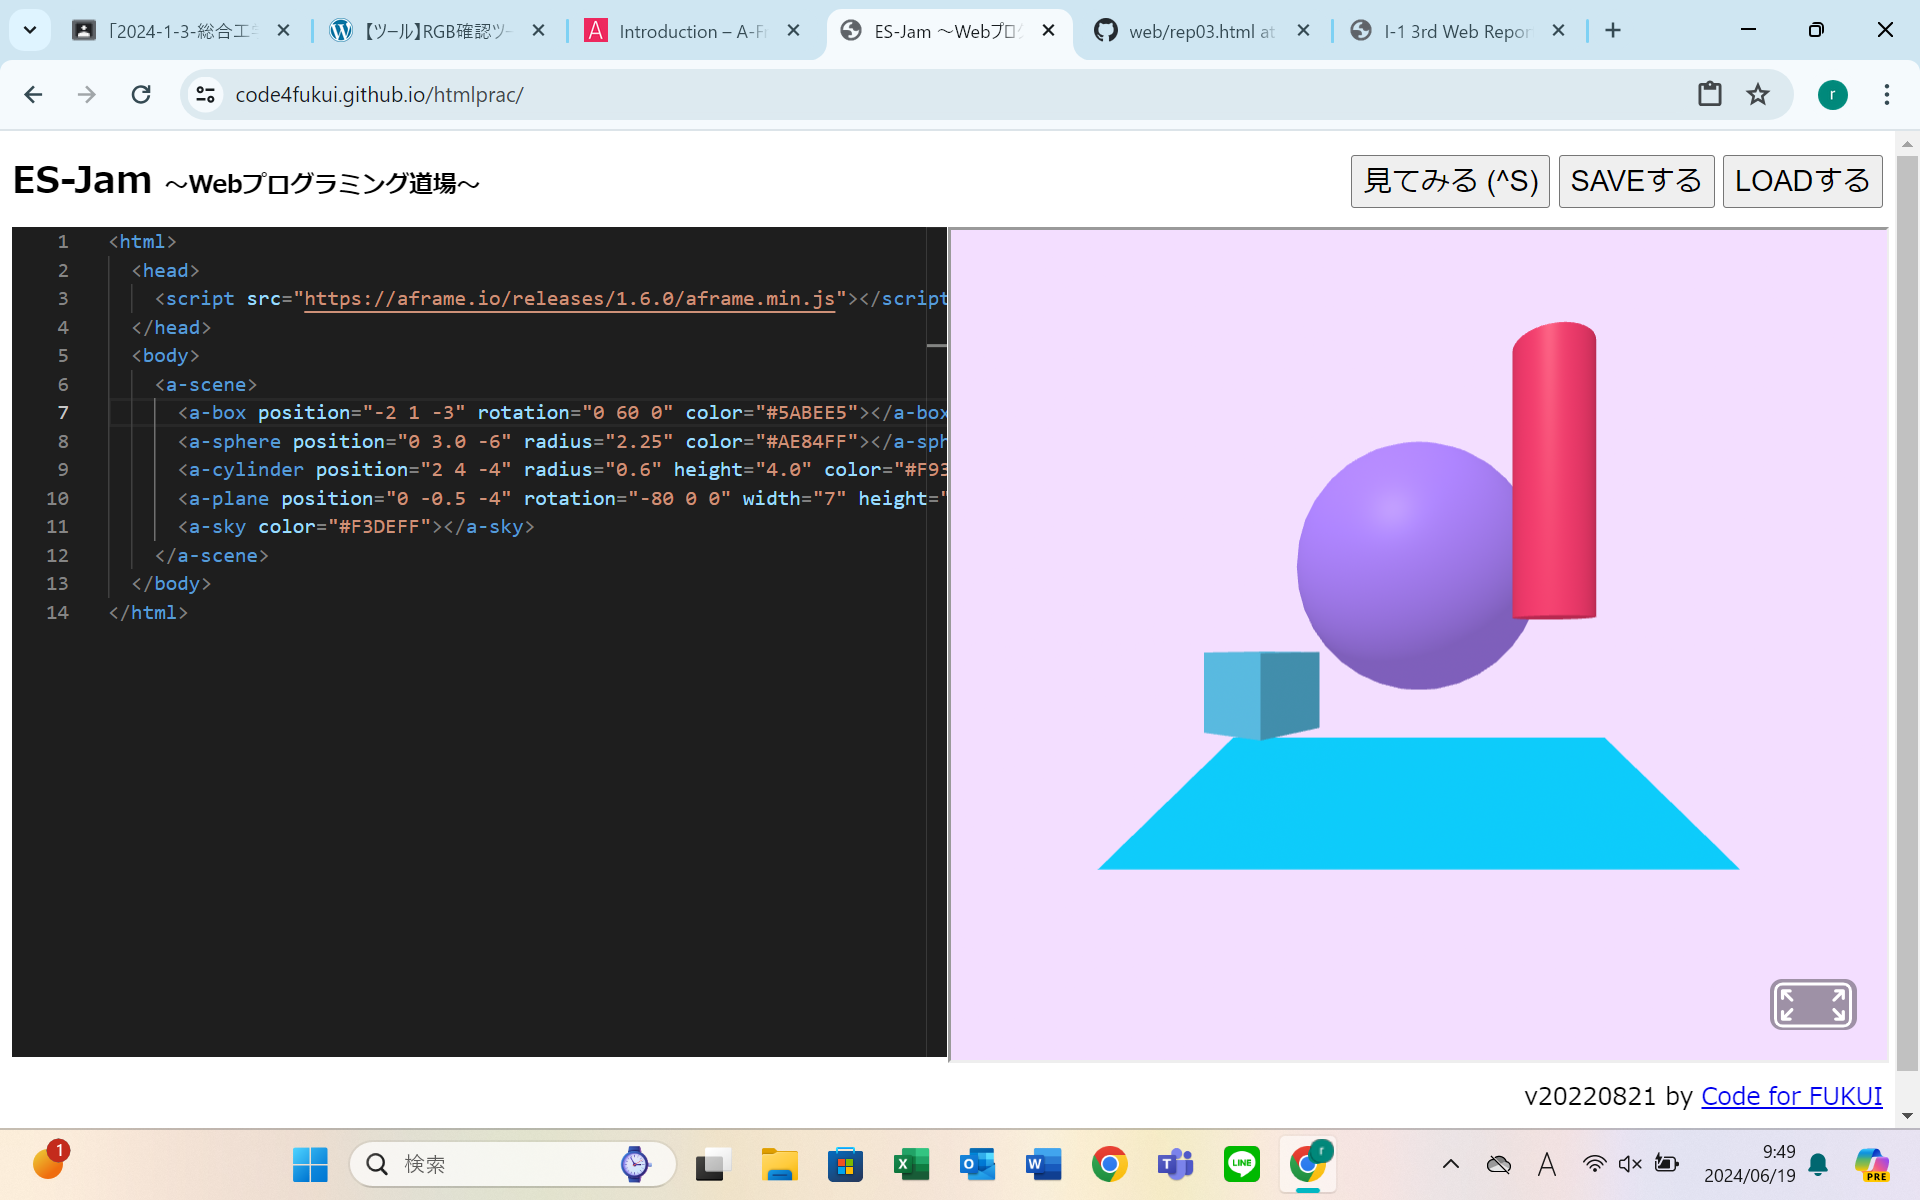 「2024-1-3-総合工学
【ツール】RGB確認ツー
Introduction – A-Fr
ES-Jam ～Webプログ
web/rep03.html at
I-1 3rd Web Repor
code4fukui.github.io/htmlprac/
r
ES-Jam ～Webプログラミング道場～
見てみる (^S)
SAVEする
LOADする
1 <html>
2 <head>
3 <script src="https://aframe.io/releases/1.6.0/aframe.min.js"></script
4 </head>
5 <body>
6 <a-scene>
7 <a-box position="-2 1 -3" rotation="0 60 0" color="#5ABEE5"></a-box
8 <a-sphere position="0 3.0 -6" radius="2.25" color="#AE84FF"></a-sph
9 <a-cylinder position="2 4 -4" radius="0.6" height="4.0" color="#F93
10 <a-plane position="0 -0.5 -4" rotation="-80 0 0" width="7" height="
11 <a-sky color="#F3DEFF"></a-sky>
12 </a-scene>
13 </body>
14 </html>
v20220821 by Code for FUKUI
1
検索
LINE
r
A
9:49
2024/06/19
PRE